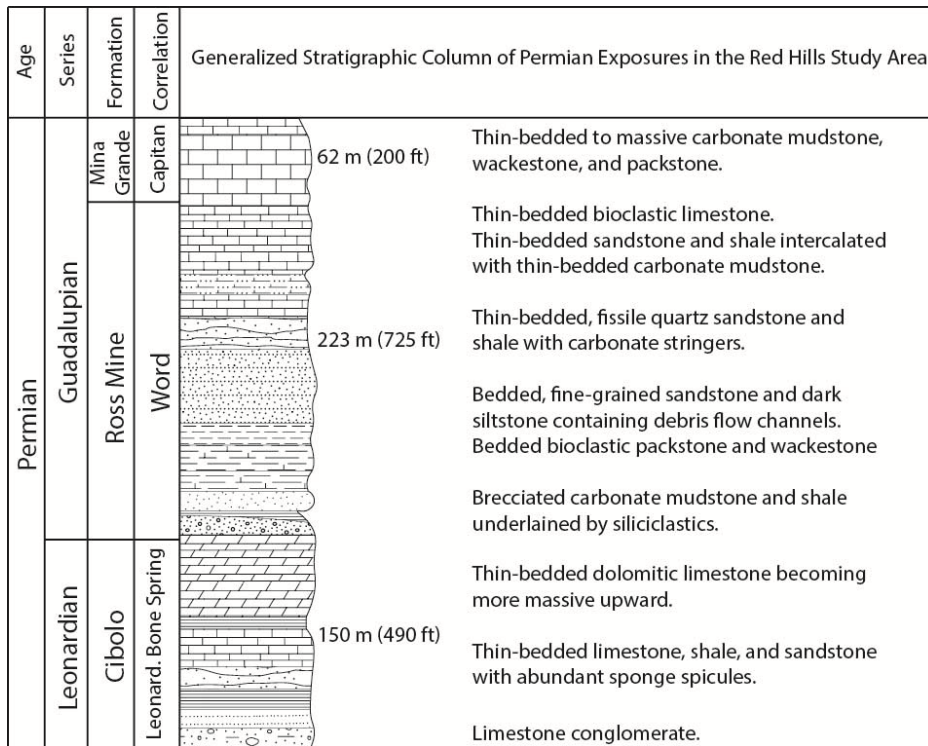 Age
Series
Formation
Correlation
Generalized Stratigraphic Column of Permian Exposures in the Red Hills Study Area
Permian
Guadalupian
Leonardian
Mina
Grande
Ross Mine
Cibolo
Capitan
Word
Leonard. Bone Spring
62 m (200 ft)
223 m (725 ft)
150 m (490 ft)
Thin-bedded to massive carbonate mudstone,
wackestone, and packstone.
Thin-bedded bioclastic limestone.
Thin-bedded sandstone and shale intercalated
with thin-bedded carbonate mudstone.
Thin-bedded, fissile quartz sandstone and
shale with carbonate stringers.
Bedded, fine-grained sandstone and dark
siltstone containing debris flow channels.
Bedded bioclastic packstone and wackestone
Brecciated carbonate mudstone and shale
underlained by siliciclastics.
Thin-bedded dolomitic limestone becoming
more massive upward.
Thin-bedded limestone, shale, and sandstone
with abundant sponge spicules.
Limestone conglomerate.